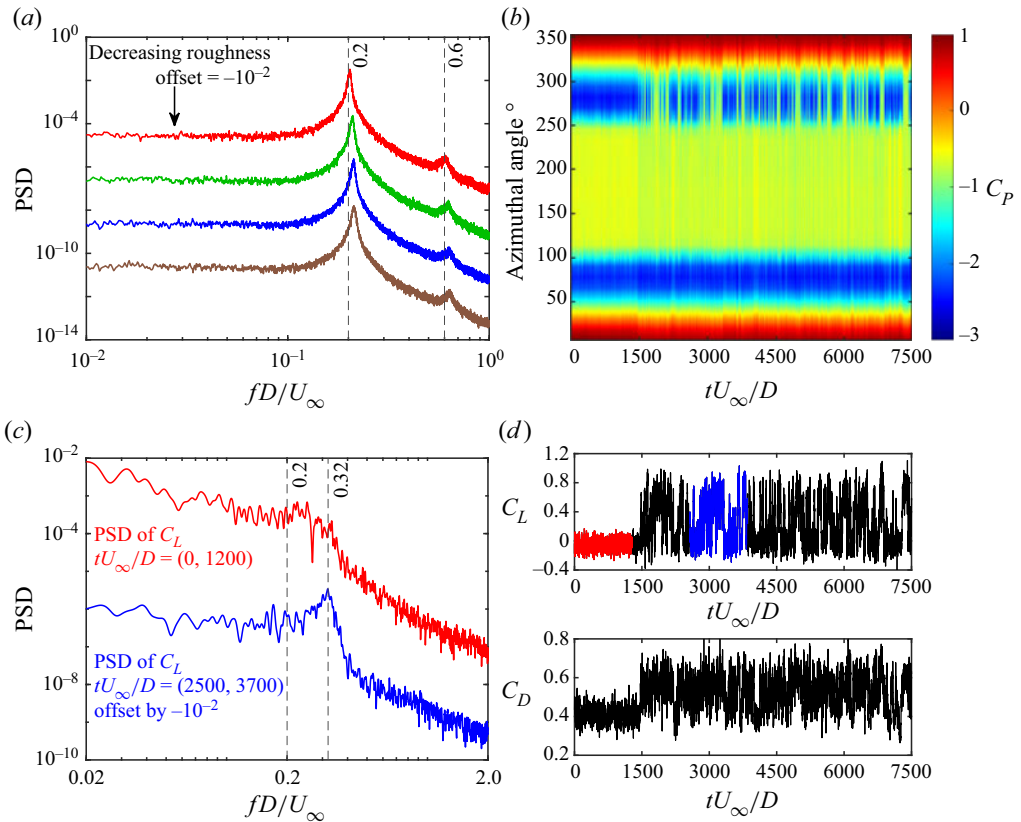 (a)
Decreasing roughness
offset = –10⁻²
0.2
0.6
PSD
10⁻⁴
10⁻⁶
10⁻⁴
10⁻¹⁰
10⁻¹⁴
10⁻²
10⁻¹
10⁰
fD/U∞
(b)
Azimuthal angle °
350
300
250
200
150
100
50
0
1500
3000
4500
6000
7500
tU∞/D
1
0
–1
–2
–3
C_P
(c)
PSD
10⁻²
10⁻⁴
10⁻⁸
10⁻¹⁰
0.2
0.32
PSD of C_L
tU∞/D = (0, 1200)
PSD of C_L
tU∞/D = (2500, 3700)
offset by –10⁻²
0.02
0.2
2.0
fD/U∞
(d)
C_L
1.2
0.8
0.4
0
–0.4
0
1500
3000
4500
6000
7500
tU∞/D
C_D
0.8
0.6
0.4
0.2
0
1500
3000
4500
6000
7500
tU∞/D